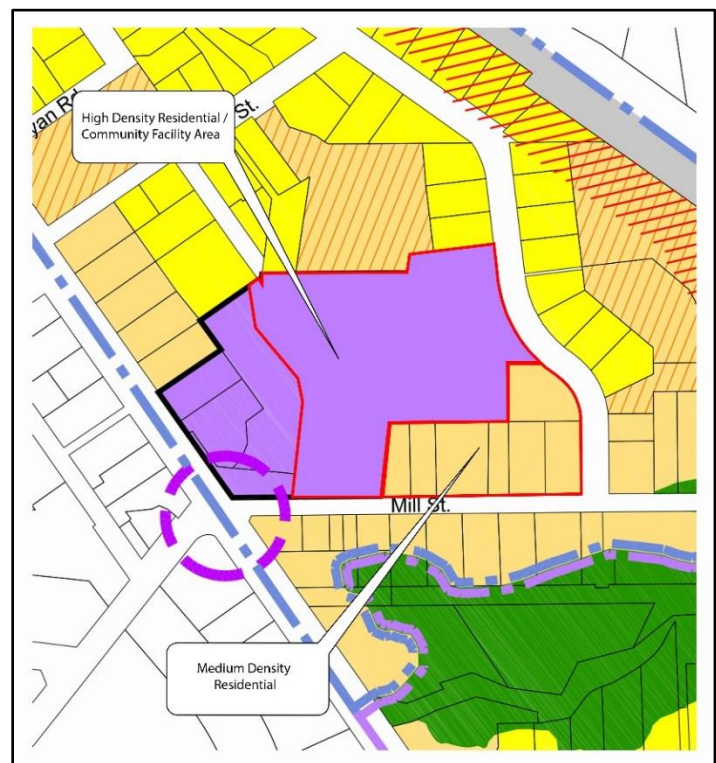 yan Rd.
St.
High Density Residential /
Community Facility Area
Mill St.
Medium Density
Residential